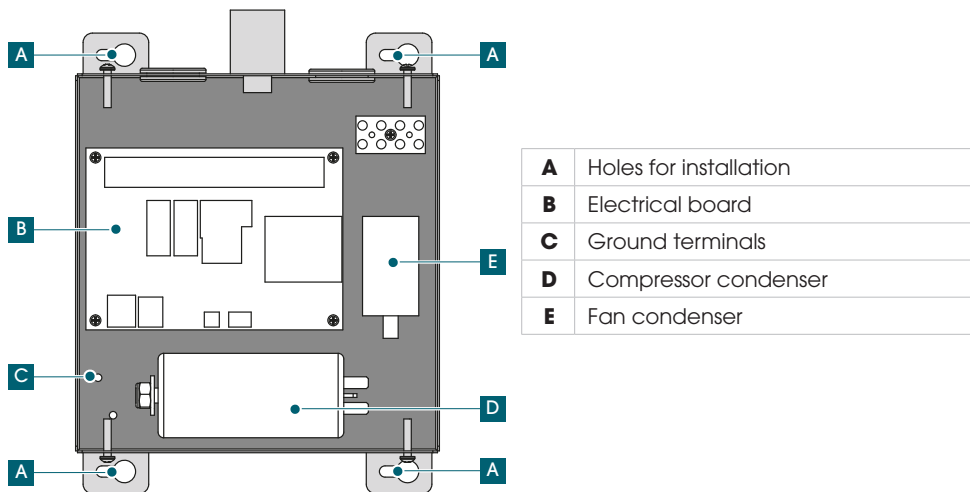 A
A
B
E
C
D
A
A
A Holes for installation
B Electrical board
C Ground terminals
D Compressor condenser
E Fan condenser